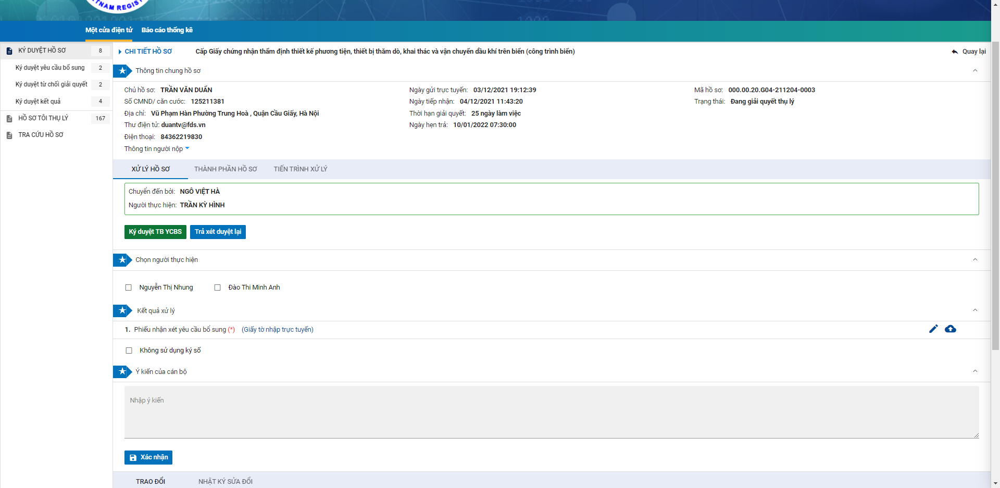 VIETNAM REGIST
Một cửa điện tử
Báo cáo thống kê
KÝ DUYỆT HỒ SƠ 8
Ký duyệt yêu cầu bổ sung 2
Ký duyệt từ chối giải quyết 2
Ký duyệt kết quả 4
HỒ SƠ TÔI THỤ LÝ 167
TRA CỨU HỒ SƠ
CHI TIẾT HỒ SƠ Cấp Giấy chứng nhận thẩm định thiết kế phương tiện, thiết bị thăm dò, khai thác và vận chuyển dầu khí trên biển (công trình biển) Quay lại
Thông tin chung hồ sơ
Chủ hồ sơ: TRẦN VĂN DUẨN
Số CMND/ căn cước: 125211381
Địa chỉ: Vũ Phạm Hàn Phường Trung Hoà , Quận Cầu Giấy, Hà Nội
Thư điện tử: duantv@fds.vn
Điện thoại: 84362219830
Thông tin người nộp
Ngày gửi trực tuyến: 03/12/2021 19:12:39
Ngày tiếp nhận: 04/12/2021 11:43:20
Thời hạn giải quyết: 25 ngày làm việc
Ngày hẹn trả: 10/01/2022 07:30:00
Mã hồ sơ: 000.00.20.G04-211204-0003
Trạng thái: Đang giải quyết thụ lý
XỬ LÝ HỒ SƠ THÀNH PHẦN HỒ SƠ TIẾN TRÌNH XỬ LÝ
Chuyển đến bởi: NGÔ VIỆT HÀ
Người thực hiện: TRẦN KỲ HÌNH
Ký duyệt TB YCBS Trả xét duyệt lại
Chọn người thực hiện
Nguyễn Thị Nhung Đào Thi Minh Anh
Kết quả xử lý
1. Phiếu nhận xét yêu cầu bổ sung (*) (Giấy tờ nhập trực tuyến)
Không sử dụng ký số
Ý kiến của cán bộ
Nhập ý kiến
Xác nhận
TRAO ĐỔI NHẬT KÝ SỬA ĐỔI